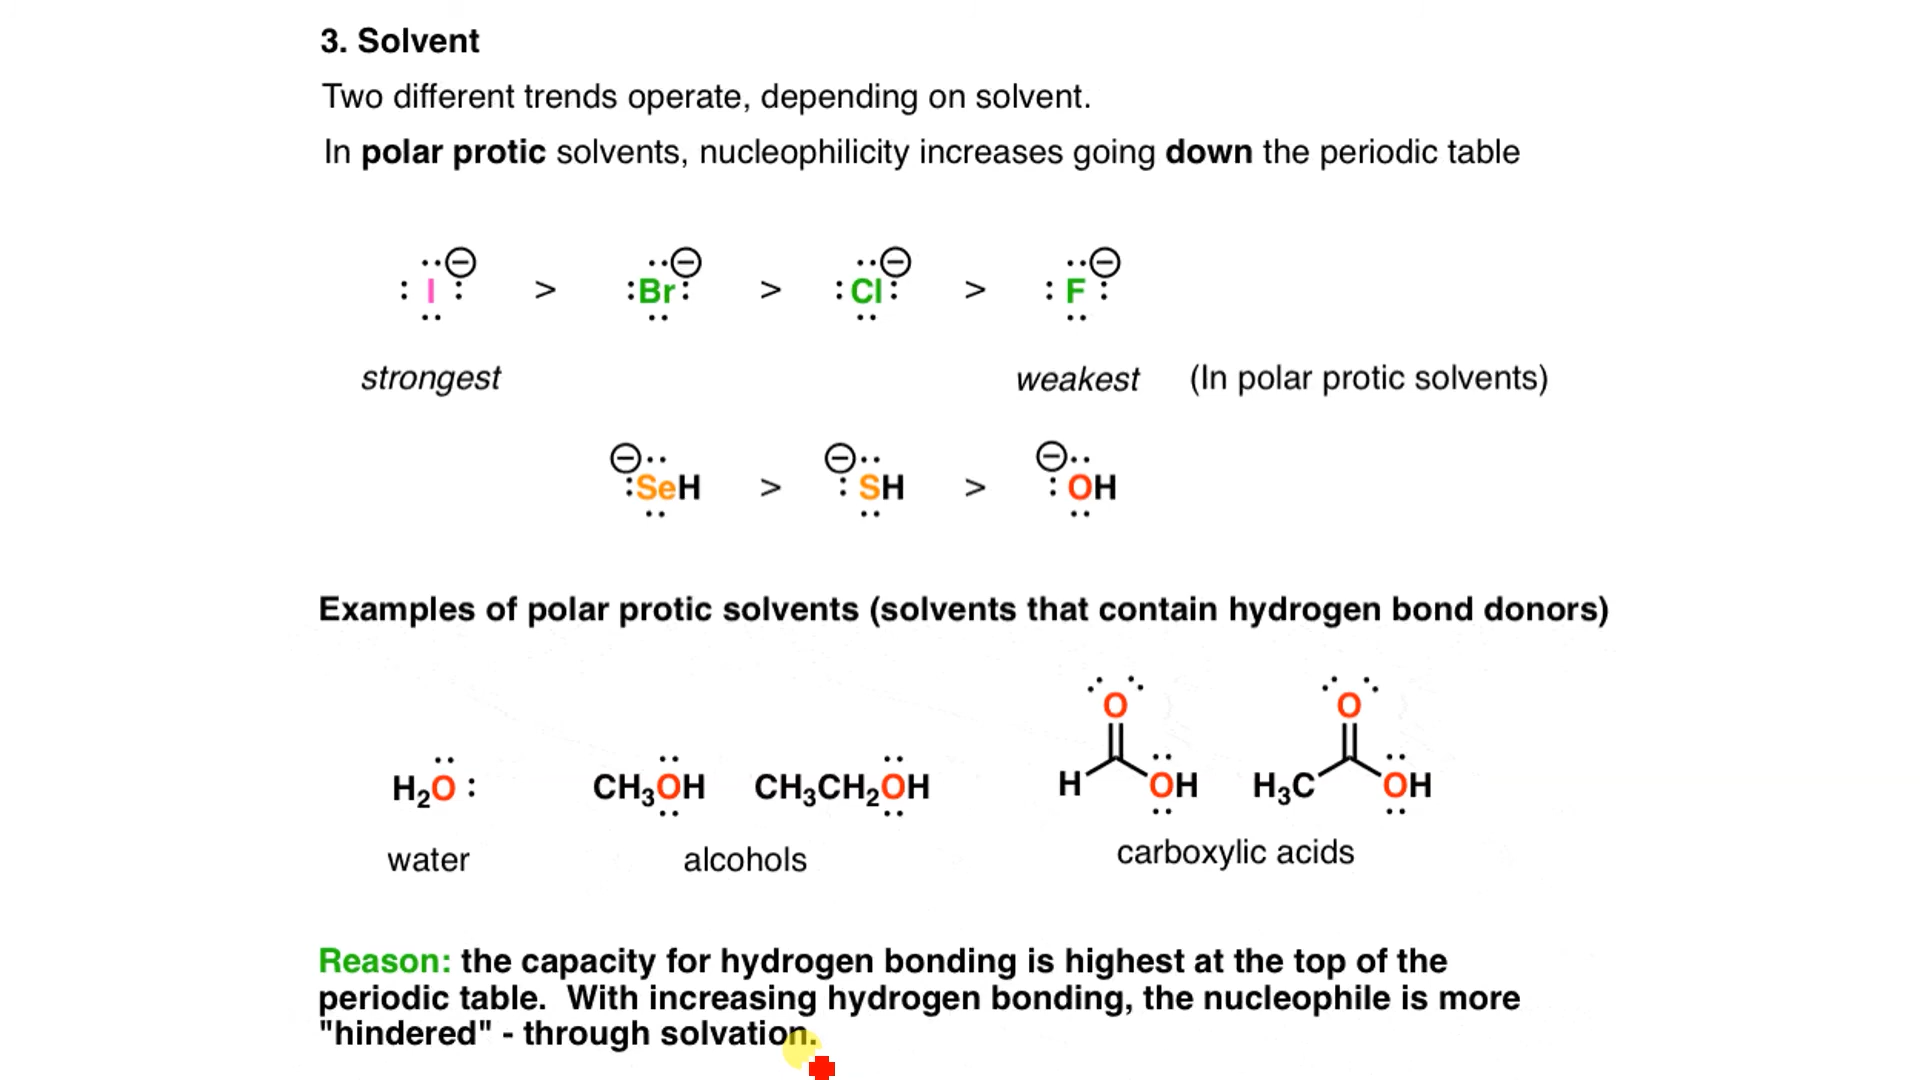 3. Solvent
Two different trends operate, depending on solvent.
In polar protic solvents, nucleophilicity increases going down the periodic table
:I:⊖ > :Br:⊖ > :Cl:⊖ > :F:⊖
strongest weakest (In polar protic solvents)
⊖:SeH > ⊖:SH > ⊖:OH
Examples of polar protic solvents (solvents that contain hydrogen bond donors)
O O
H₂O: CH₃OH CH₃CH₂OH H OH H₃C OH
water alcohols carboxylic acids
Reason: the capacity for hydrogen bonding is highest at the top of the
periodic table. With increasing hydrogen bonding, the nucleophile is more
"hindered" - through solvation.